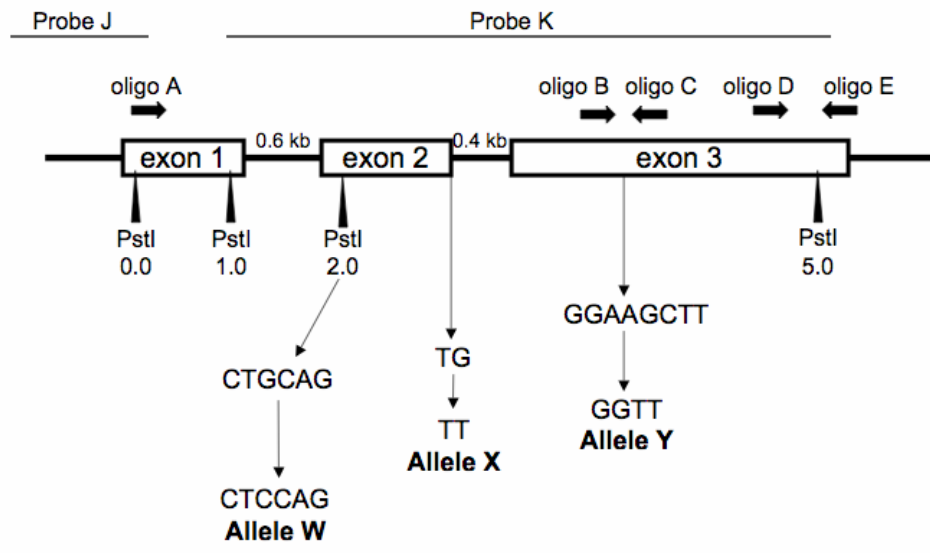 Probe J
Probe K
oligo A
oligo B
oligo C
oligo D
oligo E
0.6 kb
0.4 kb
exon 1
exon 2
exon 3
PstI
0.0
PstI
1.0
PstI
2.0
PstI
5.0
GGAAGCTT
TG
CTGCAG
GGTT
Allele Y
TT
Allele X
CTCCAG
Allele W